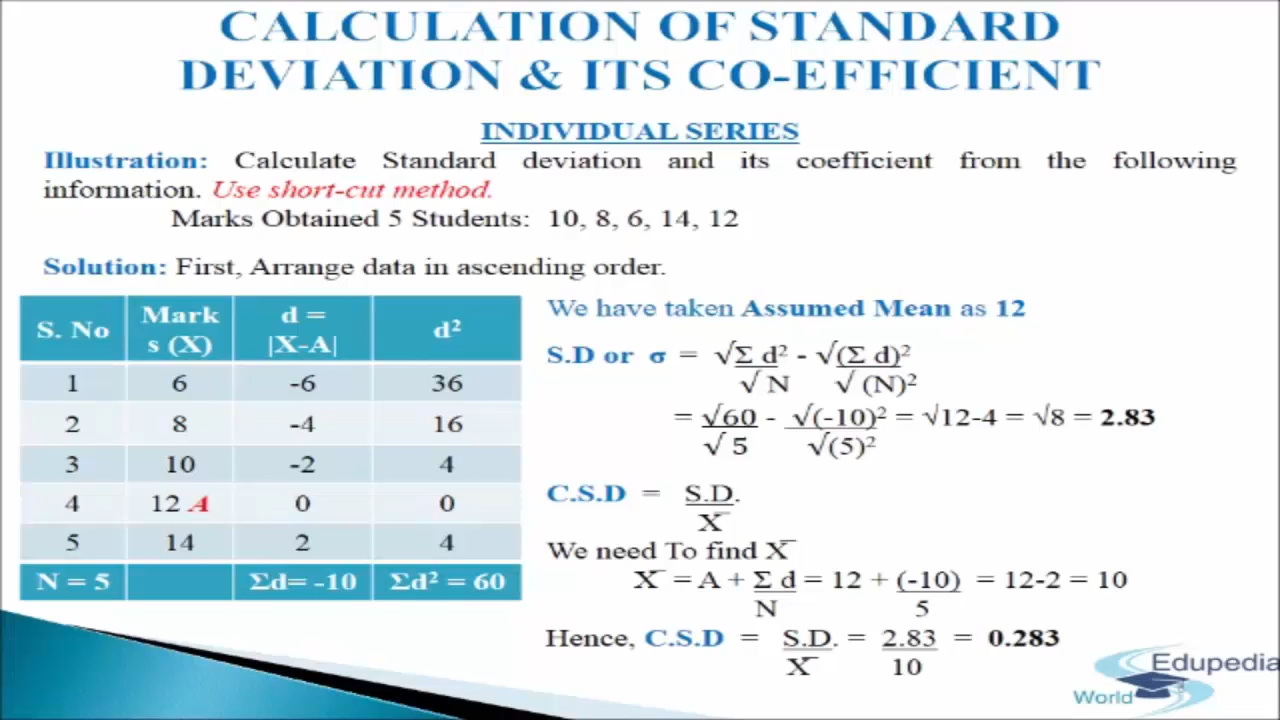 CALCULATION OF STANDARD
DEVIATION & ITS CO-EFFICIENT
INDIVIDUAL SERIES
Illustration: Calculate Standard deviation and its coefficient from the following
information. Use short-cut method.
Marks Obtained 5 Students: 10, 8, 6, 14, 12
Solution: First, Arrange data in ascending order.
S. No | Mark s (X) | d = |X-A| | d²
1 | 6 | -6 | 36
2 | 8 | -4 | 16
3 | 10 | -2 | 4
4 | 12 A | 0 | 0
5 | 14 | 2 | 4
N = 5 | | Σd= -10 | Σd² = 60
We have taken Assumed Mean as 12
S.D or σ = √Σ d² - √(Σ d)²
√ N √ (N)²
= √60 - √(-10)² = √12-4 = √8 = 2.83
√ 5 √(5)²
C.S.D = S.D.
X̄
We need To find X̄
X̄ = A + Σ d = 12 + (-10) = 12-2 = 10
N 5
Hence, C.S.D = S.D. = 2.83 = 0.283
X̄ 10
Edupedia
World